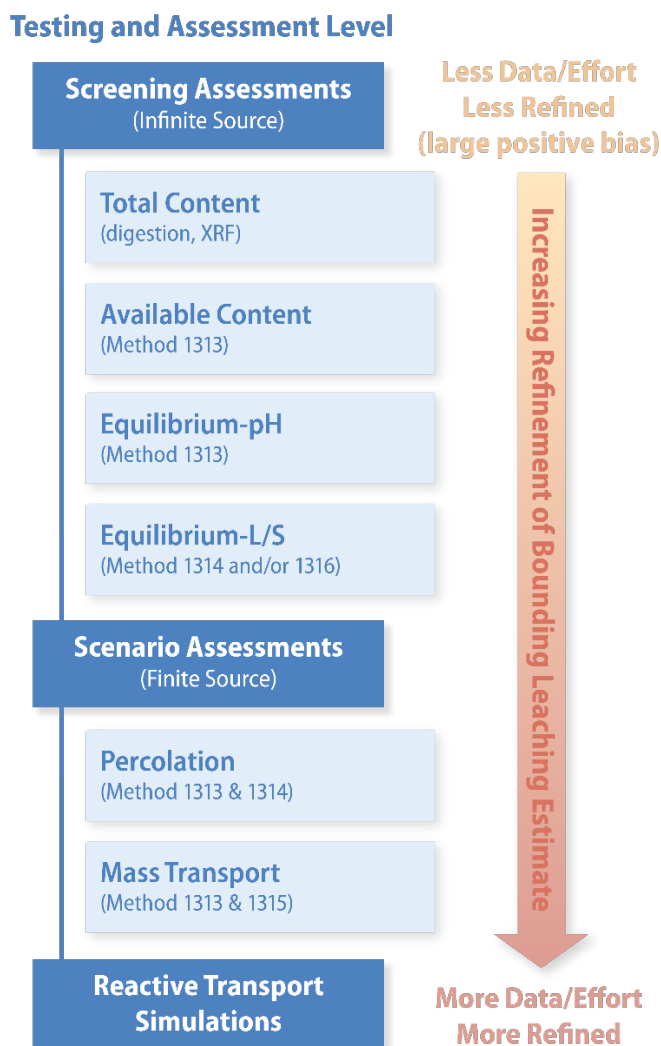 Testing and Assessment Level
Screening Assessments
(Infinite Source)
Less Data/Effort
Less Refined
(large positive bias)
Total Content
(digestion, XRF)
Available Content
(Method 1313)
Equilibrium-pH
(Method 1313)
Equilibrium-L/S
(Method 1314 and/or 1316)
Increasing Refinement of Bounding Leaching Estimate
Scenario Assessments
(Finite Source)
Percolation
(Method 1313 & 1314)
Mass Transport
(Method 1313 & 1315)
Reactive Transport
Simulations
More Data/Effort
More Refined